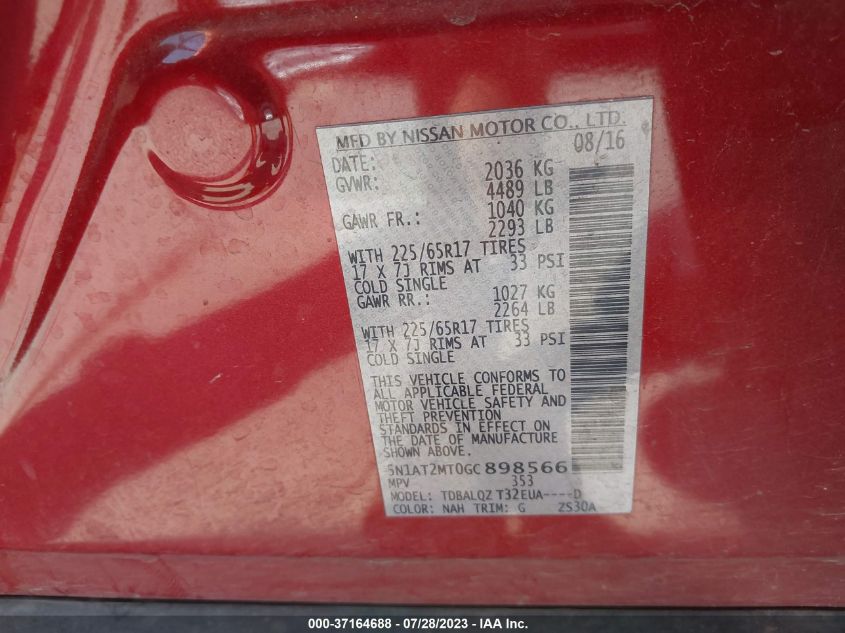 MFD BY NISSAN MOTOR CO., LTD.
DATE: 08/16
GVWR: 2036 KG
4489 LB
GAWR FR.: 1040 KG
2293 LB
WITH 225/65R17 TIRES
17 X 7J RIMS AT 33 PSI
COLD SINGLE
GAWR RR.: 1027 KG
2264 LB
WITH 225/65R17 TIRES
17 X 7J RIMS AT 33 PSI
COLD SINGLE
THIS VEHICLE CONFORMS TO
ALL APPLICABLE FEDERAL
MOTOR VEHICLE SAFETY AND
THEFT PREVENTION
STANDARDS IN EFFECT ON
THE DATE OF MANUFACTURE
SHOWN ABOVE.
5N1AT2MT0GC898566
MPV 353
MODEL: TDBALQZ T32EUA----D
COLOR: NAH TRIM: G ZS30A
000-37164688 / 07/28/2023 / IAA Inc.